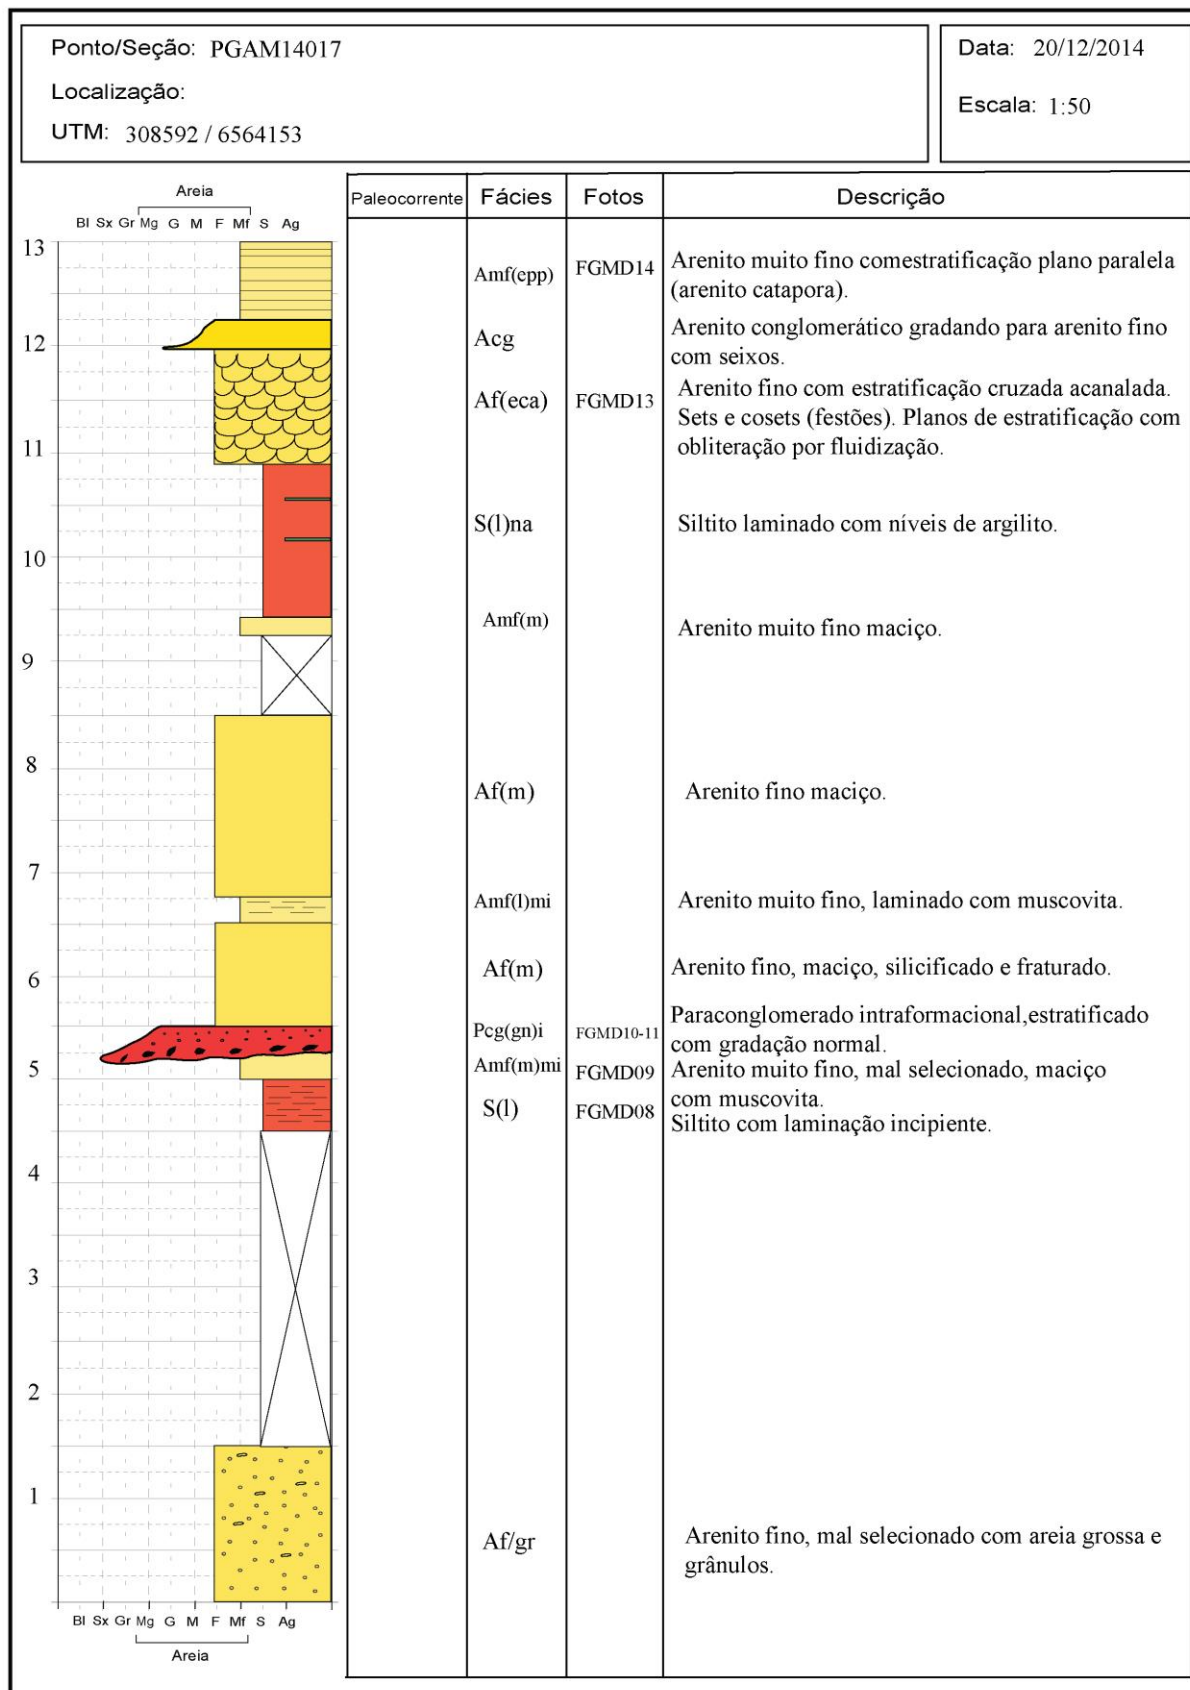 Ponto/Seção: PGAM14017
Localização:
UTM: 308592 / 6564153
Data: 20/12/2014
Escala: 1:50
Areia
Bl Sx Gr Mg G M F Mf S Ag
Paleocorrente Fácies Fotos Descrição
13
Amf(epp) FGMD14 Arenito muito fino comestratificação plano paralela
(arenito catapora).
12
Acg Arenito conglomerático gradando para arenito fino
com seixos.
Af(eca) FGMD13 Arenito fino com estratificação cruzada acanalada.
Sets e cosets (festões). Planos de estratificação com
11
obliteração por fluidização.
S(l)na Siltito laminado com níveis de argilito.
10
Amf(m) Arenito muito fino maciço.
9
8
Af(m) Arenito fino maciço.
7
Amf(l)mi Arenito muito fino, laminado com muscovita.
6
Af(m) Arenito fino, maciço, silicificado e fraturado.
Pcg(gn)i FGMD10-11 Paraconglomerado intraformacional,estratificado
com gradação normal.
5
Amf(m)mi FGMD09 Arenito muito fino, mal selecionado, maciço
com muscovita.
S(l) FGMD08 Siltito com laminação incipiente.
4
3
2
1
Af/gr Arenito fino, mal selecionado com areia grossa e
grânulos.
Bl Sx Gr Mg G M F Mf S Ag
Areia